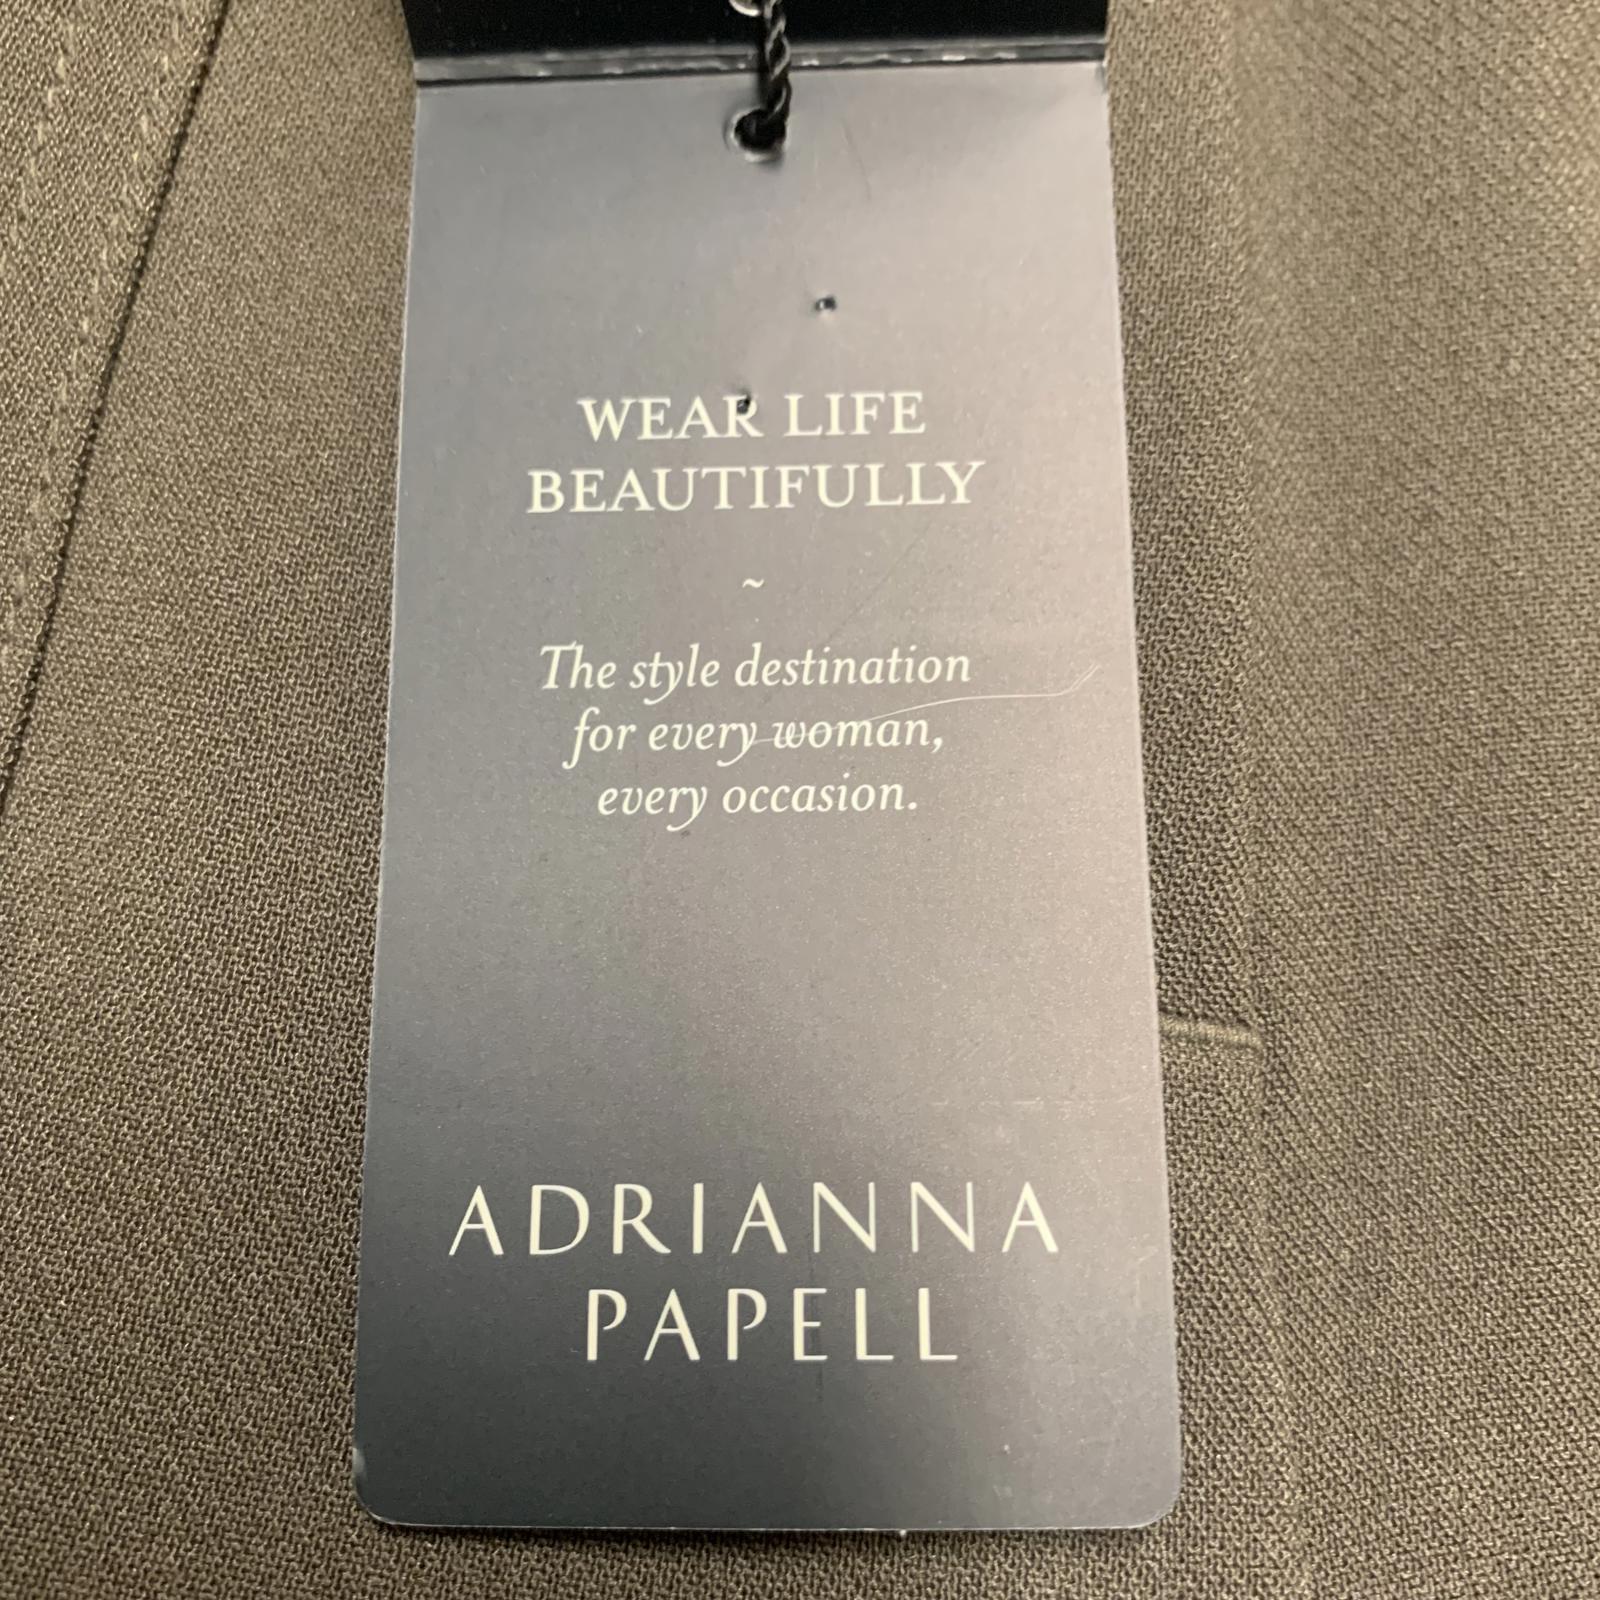 WEAR LIFE
BEAUTIFULLY
~
The style destination
for every woman,
every occasion.
ADRIANNA
PAPELL